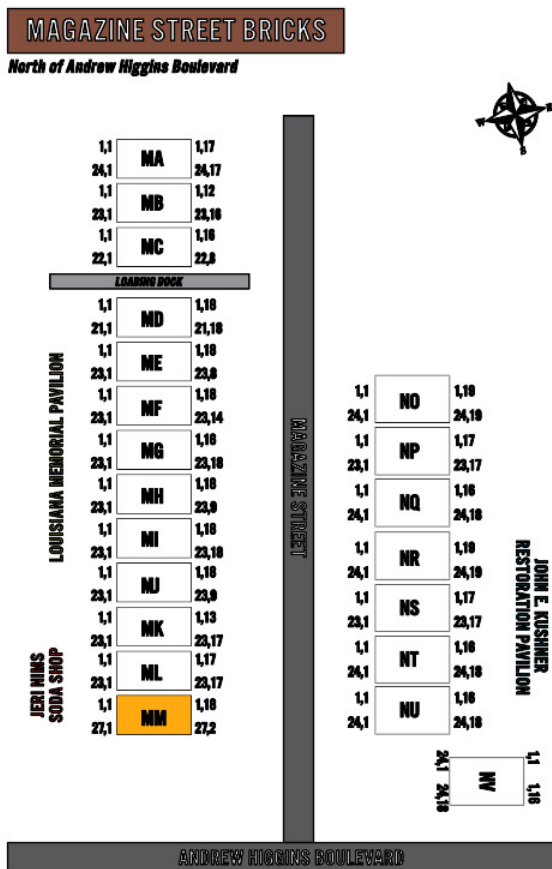 MAGAZINE STREET BRICKS
North of Andrew Higgins Boulevard
W E
S
1,1 MA 1,17
24,1 24,17
1,1 MB 1,12
23,1 23,16
1,1 MC 1,16
22,1 22,8
LOADING DOCK
1,1 MD 1,18
21,1 21,18
1,1 ME 1,18
23,1 23,8
1,1 MF 1,18
23,1 23,14
1,1 MG 1,16
23,1 23,18
1,1 MH 1,18
23,1 23,9
1,1 MI 1,18
23,1 23,18
1,1 MJ 1,18
23,1 23,9
1,1 MK 1,13
23,1 23,17
1,1 ML 1,17
23,1 23,17
1,1 MM 1,18
27,1 27,2
LOUISIANA MEMORIAL PAVILION
JERI NIMS
SODA SHOP
MAGAZINE STREET
1,1 NO 1,19
24,1 24,19
1,1 NP 1,17
23,1 23,17
1,1 NQ 1,16
24,1 24,18
1,1 NR 1,19
24,1 24,19
1,1 NS 1,17
23,1 23,17
1,1 NT 1,16
24,1 24,18
1,1 NU 1,16
24,1 24,18
JOHN E. KUSHNER
RESTORATION PAVILION
24,1 NV 1,1
24,18 1,16
ANDREW HIGGINS BOULEVARD